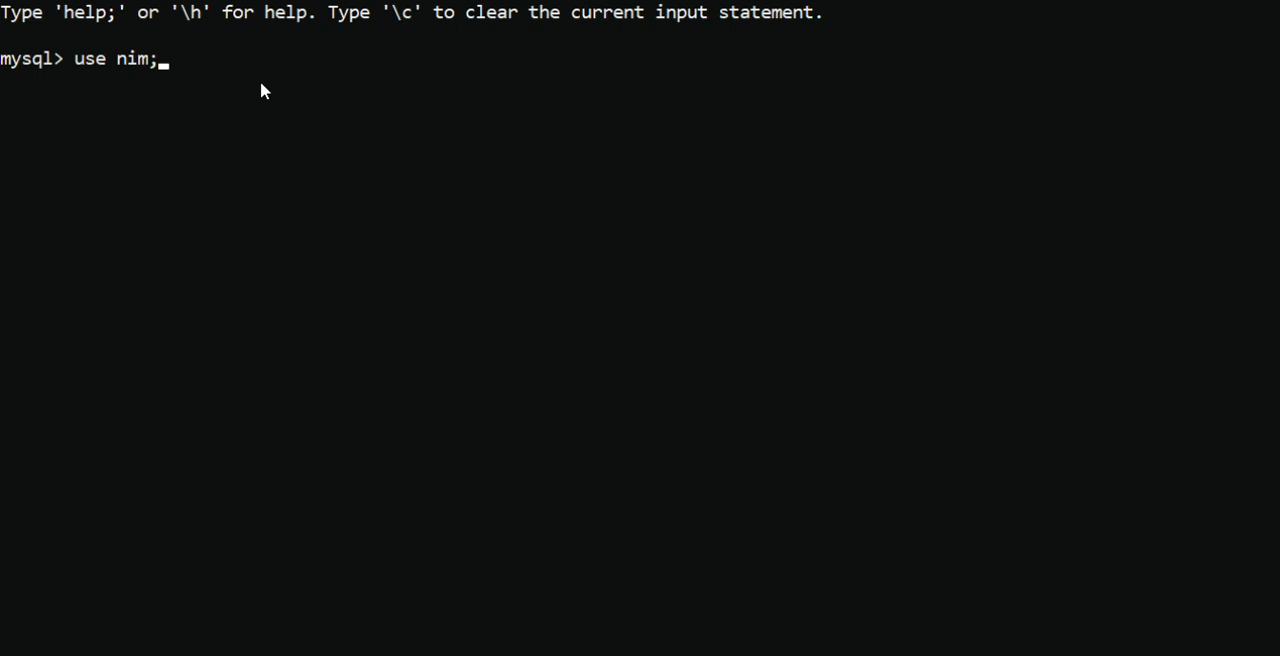 Type 'help;' or '\h' for help. Type '\c' to clear the current input statement.
mysql> use nim;